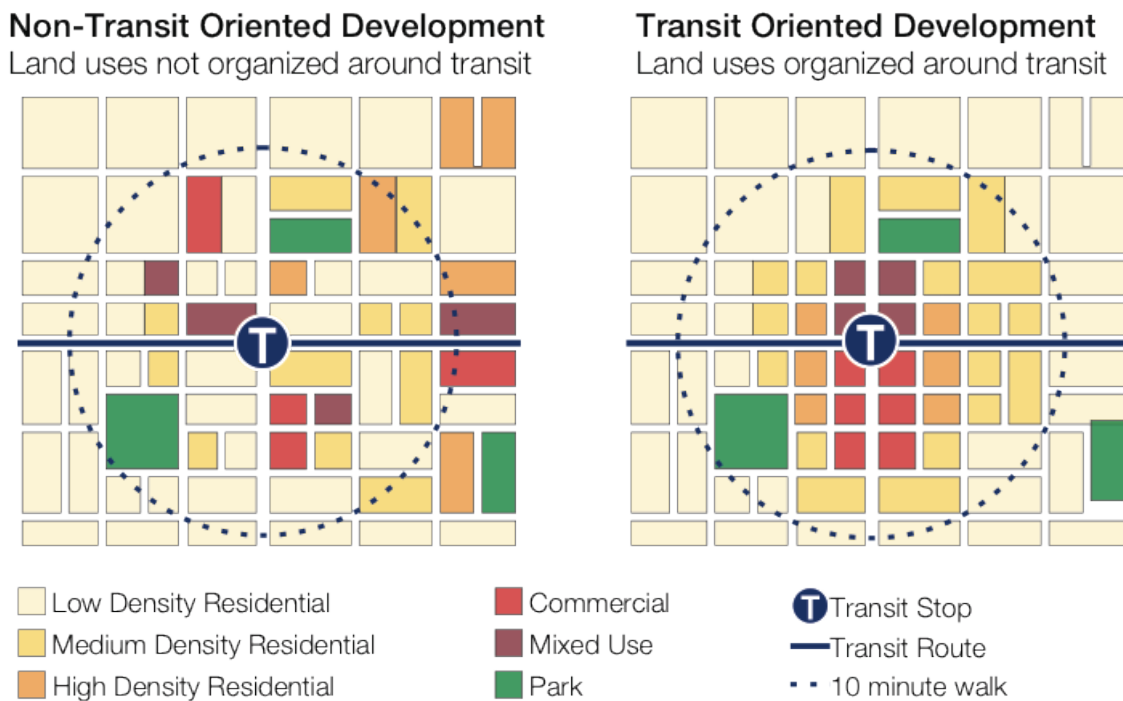 Non-Transit Oriented Development
Land uses not organized around transit
Transit Oriented Development
Land uses organized around transit
T
T
Low Density Residential
Medium Density Residential
High Density Residential
Commercial
Mixed Use
Park
T Transit Stop
Transit Route
10 minute walk